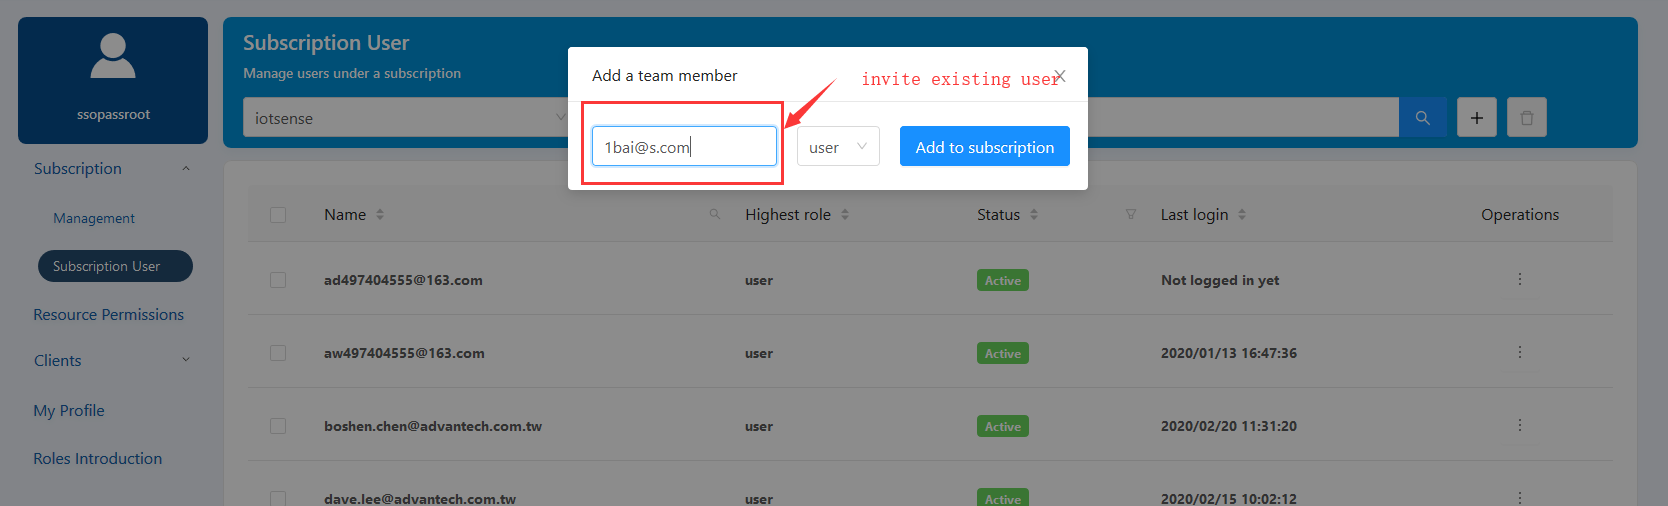 ssopassroot
Subscription
Management
Subscription User
Resource Permissions
Clients
My Profile
Roles Introduction
Subscription User
Manage users under a subscription
iotsense
Add a team member
invite existing user
1bai@s.com
user
Add to subscription
Name Highest role Status Last login Operations
ad497404555@163.com user Active Not logged in yet
aw497404555@163.com user Active 2020/01/13 16:47:36
boshen.chen@advantech.com.tw user Active 2020/02/20 11:31:20
dave.lee@advantech.com.tw user Active 2020/02/15 10:02:12